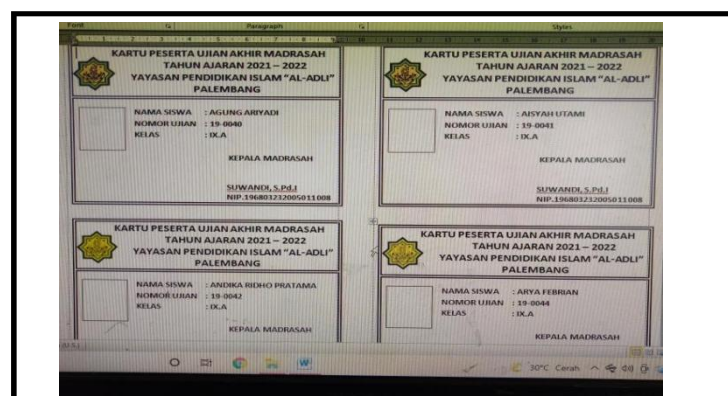 Font
Paragraph
Styles
KARTU PESERTA UJIAN AKHIR MADRASAH
TAHUN AJARAN 2021 – 2022
YAYASAN PENDIDIKAN ISLAM "AL-ADLI"
PALEMBANG
NAMA SISWA : AGUNG ARIYADI
NOMOR UJIAN : 19-0040
KELAS : IX.A
KEPALA MADRASAH
SUWANDI, S.Pd.I
NIP.196803232005011008
KARTU PESERTA UJIAN AKHIR MADRASAH
TAHUN AJARAN 2021 – 2022
YAYASAN PENDIDIKAN ISLAM "AL-ADLI"
PALEMBANG
NAMA SISWA : AISYAH UTAMI
NOMOR UJIAN : 19-0041
KELAS : IX.A
KEPALA MADRASAH
SUWANDI, S.Pd.I
NIP.196803232005011008
KARTU PESERTA UJIAN AKHIR MADRASAH
TAHUN AJARAN 2021 – 2022
YAYASAN PENDIDIKAN ISLAM "AL-ADLI"
PALEMBANG
NAMA SISWA : ANDIKA RIDHO PRATAMA
NOMOR UJIAN : 19-0042
KELAS : IX.A
KEPALA MADRASAH
KARTU PESERTA UJIAN AKHIR MADRASAH
TAHUN AJARAN 2021 – 2022
YAYASAN PENDIDIKAN ISLAM "AL-ADLI"
PALEMBANG
NAMA SISWA : ARYA FEBRIAN
NOMOR UJIAN : 19-0044
KELAS : IX.A
KEPALA MADRASAH
30°C Cerah